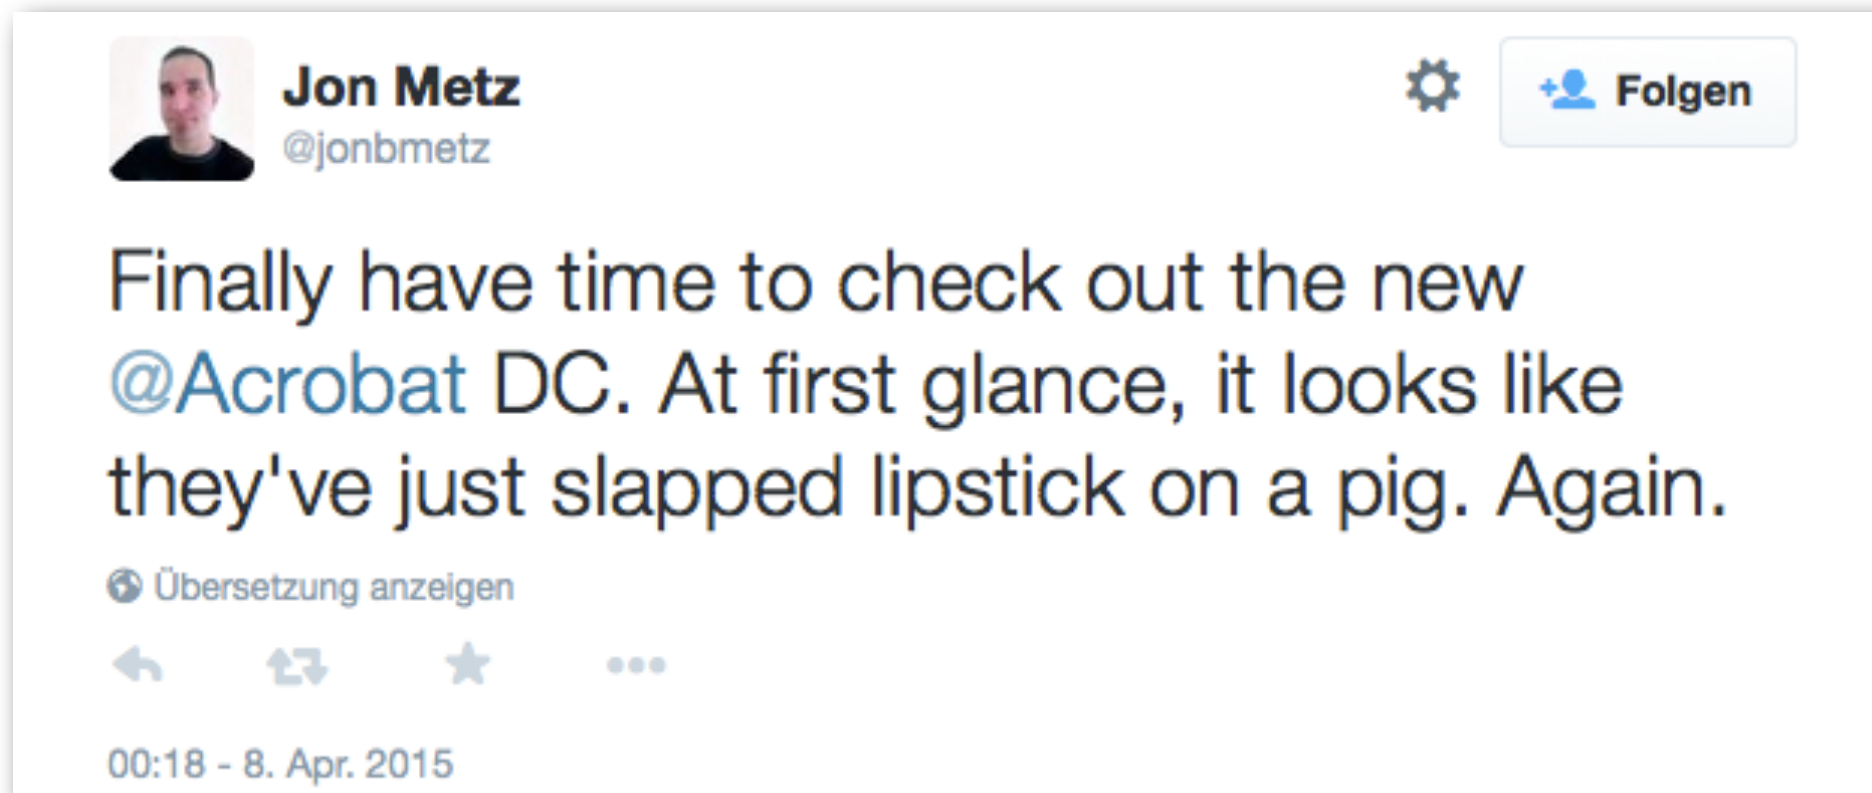 Jon Metz
@jonbmetz
Folgen
Finally have time to check out the new
@Acrobat DC. At first glance, it looks like
they've just slapped lipstick on a pig. Again.
Übersetzung anzeigen
00:18 - 8. Apr. 2015